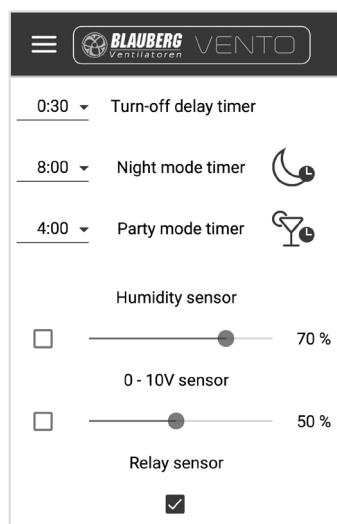 BLAUBERG VENTO
Ventilatoren
0:30 Turn-off delay timer
8:00 Night mode timer
4:00 Party mode timer
Humidity sensor
70 %
0 - 10V sensor
50 %
Relay sensor